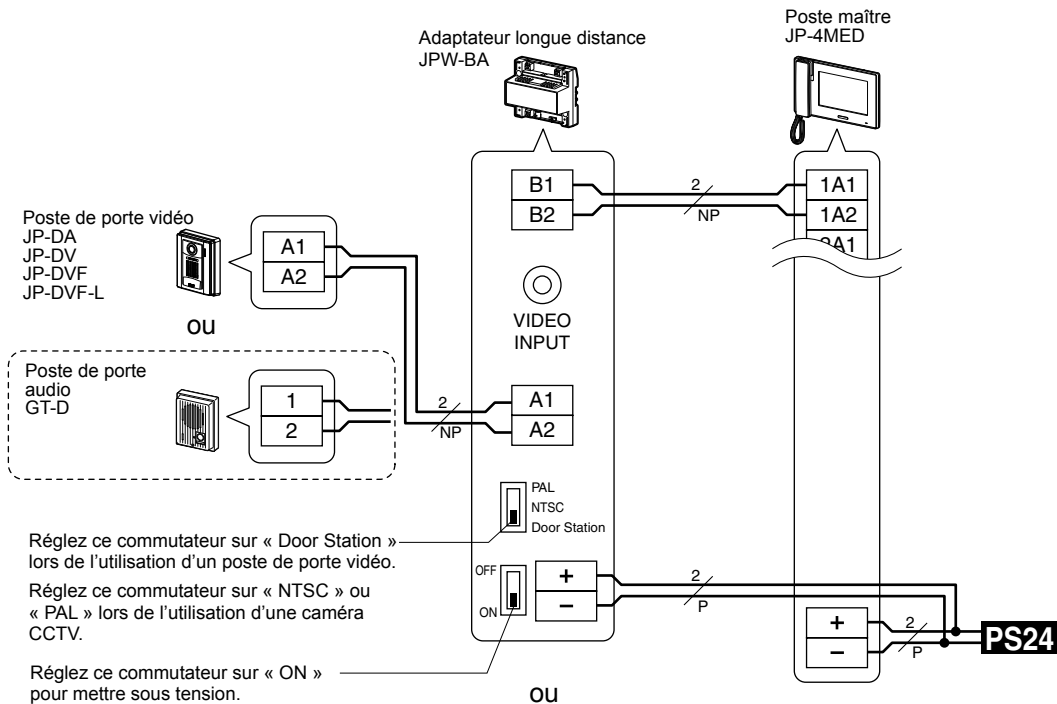 Poste maître
JP-4MED
Adaptateur longue distance
JPW-BA
B1
B2
2
NP
1A1
1A2
2A1
Poste de porte vidéo
JP-DA
JP-DV
JP-DVF
JP-DVF-L
A1
A2
ou
VIDEO
INPUT
Poste de porte
audio
GT-D
1
2
2
NP
A1
A2
PAL
NTSC
Door Station
Réglez ce commutateur sur « Door Station »
lors de l'utilisation d'un poste de porte vidéo.
Réglez ce commutateur sur « NTSC » ou
« PAL » lors de l'utilisation d'une caméra
CCTV.
OFF
ON
+
–
2
P
+
–
2
P
PS24
Réglez ce commutateur sur « ON »
pour mettre sous tension.
ou